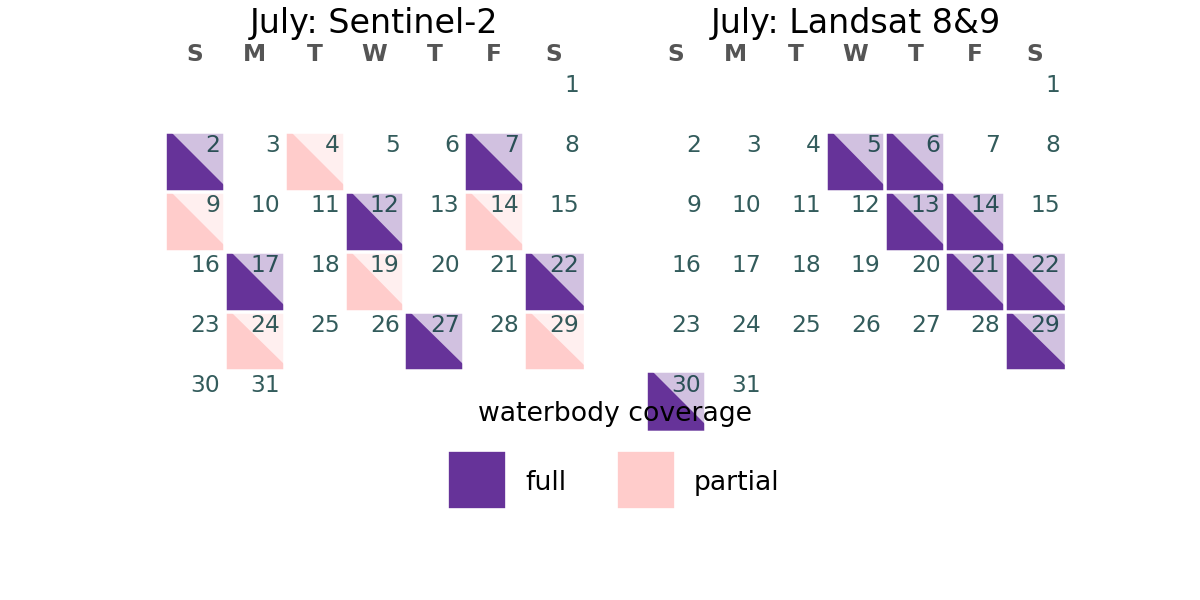 July: Sentinel-2
S M T W T F S
1
2 3 4 5 6 7 8
9 10 11 12 13 14 15
16 17 18 19 20 21 22
23 24 25 26 27 28 29
30 31
July: Landsat 8&9
S M T W T F S
1
2 3 4 5 6 7 8
9 10 11 12 13 14 15
16 17 18 19 20 21 22
23 24 25 26 27 28 29
30 31
waterbody coverage
full partial